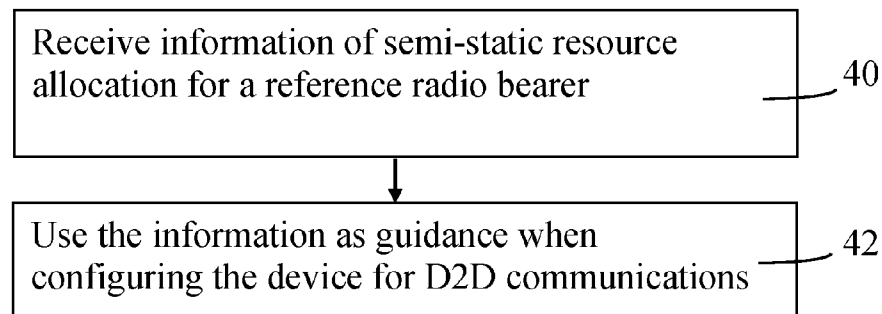 Receive information of semi-static resource
allocation for a reference radio bearer
40
Use the information as guidance when
configuring the device for D2D communications
42